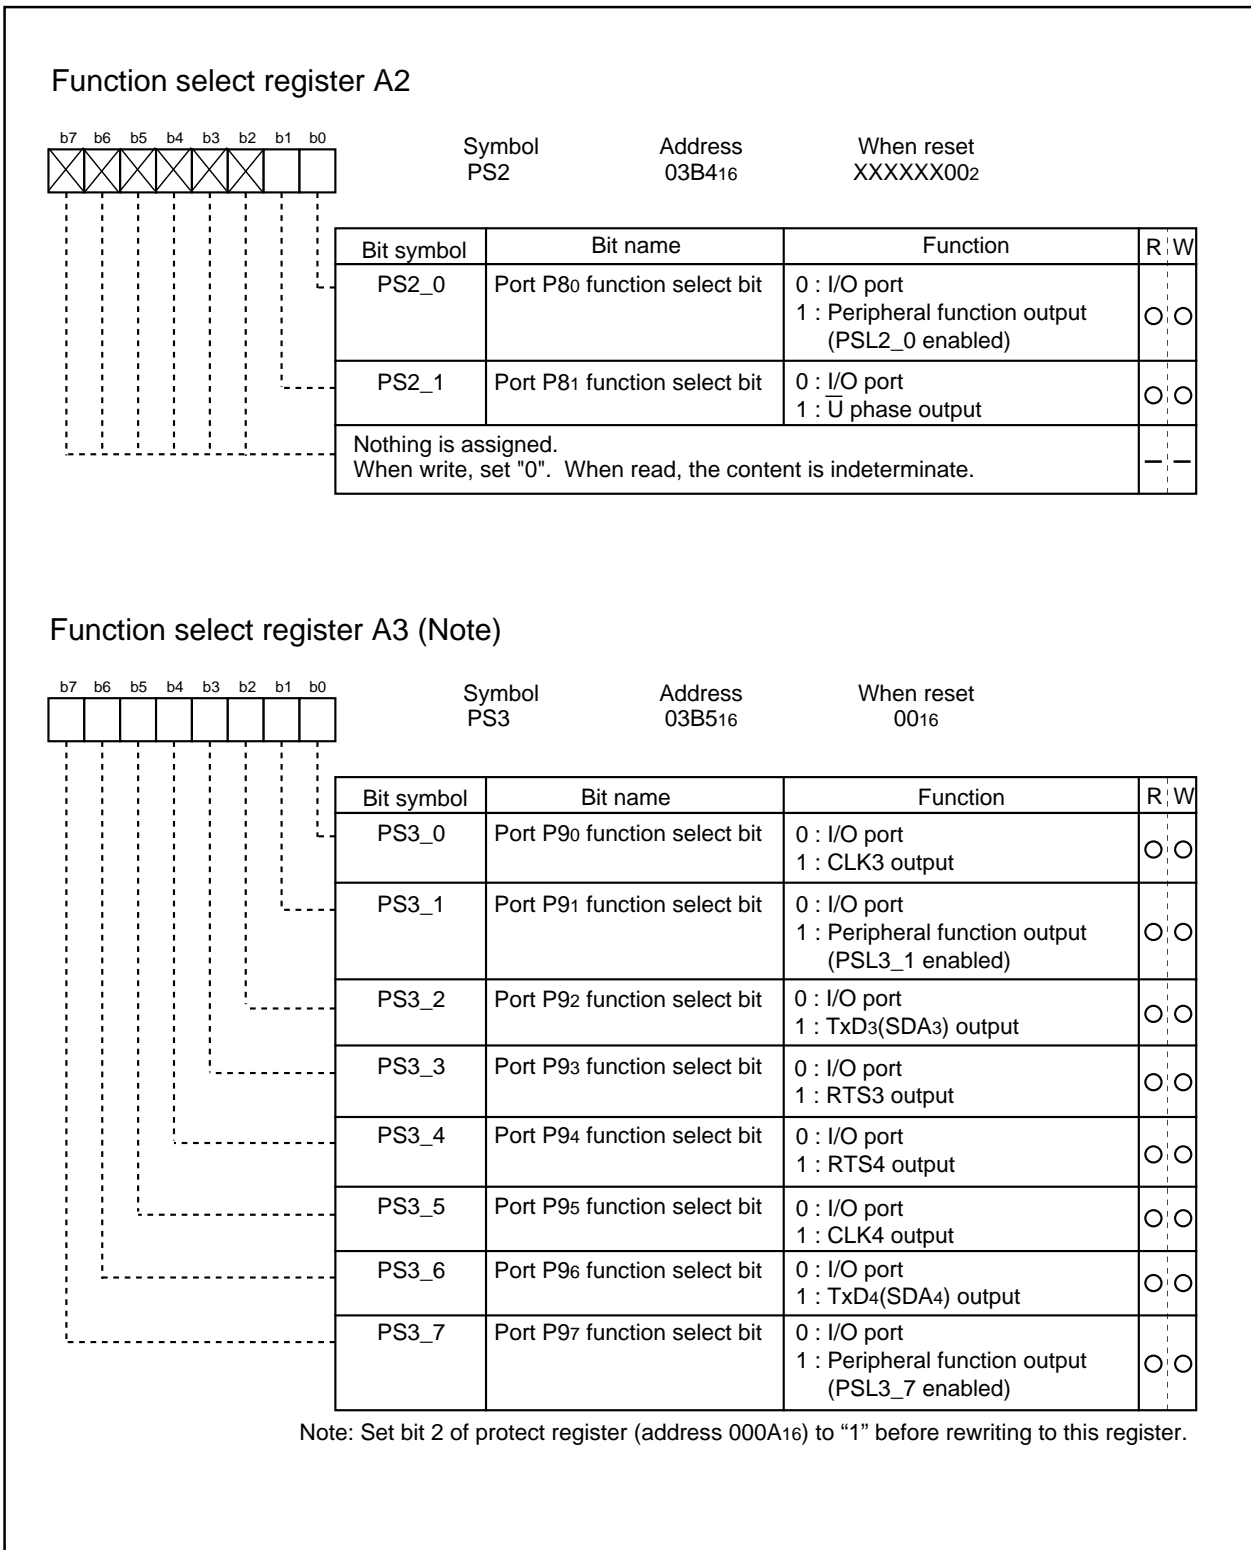 Function select register A2
b7 b6 b5 b4 b3 b2 b1 b0
Symbol Address When reset
PS2 03B416 XXXXXX002
Bit symbol Bit name Function R W
PS2_0 Port P80 function select bit 0 : I/O port
1 : Peripheral function output
(PSL2_0 enabled)
PS2_1 Port P81 function select bit 0 : I/O port
1 : U̅ phase output
Nothing is assigned.
When write, set "0". When read, the content is indeterminate.
Function select register A3 (Note)
b7 b6 b5 b4 b3 b2 b1 b0
Symbol Address When reset
PS3 03B516 0016
Bit symbol Bit name Function R W
PS3_0 Port P90 function select bit 0 : I/O port
1 : CLK3 output
PS3_1 Port P91 function select bit 0 : I/O port
1 : Peripheral function output
(PSL3_1 enabled)
PS3_2 Port P92 function select bit 0 : I/O port
1 : TxD3(SDA3) output
PS3_3 Port P93 function select bit 0 : I/O port
1 : RTS3 output
PS3_4 Port P94 function select bit 0 : I/O port
1 : RTS4 output
PS3_5 Port P95 function select bit 0 : I/O port
1 : CLK4 output
PS3_6 Port P96 function select bit 0 : I/O port
1 : TxD4(SDA4) output
PS3_7 Port P97 function select bit 0 : I/O port
1 : Peripheral function output
(PSL3_7 enabled)
Note: Set bit 2 of protect register (address 000A16) to “1” before rewriting to this register.